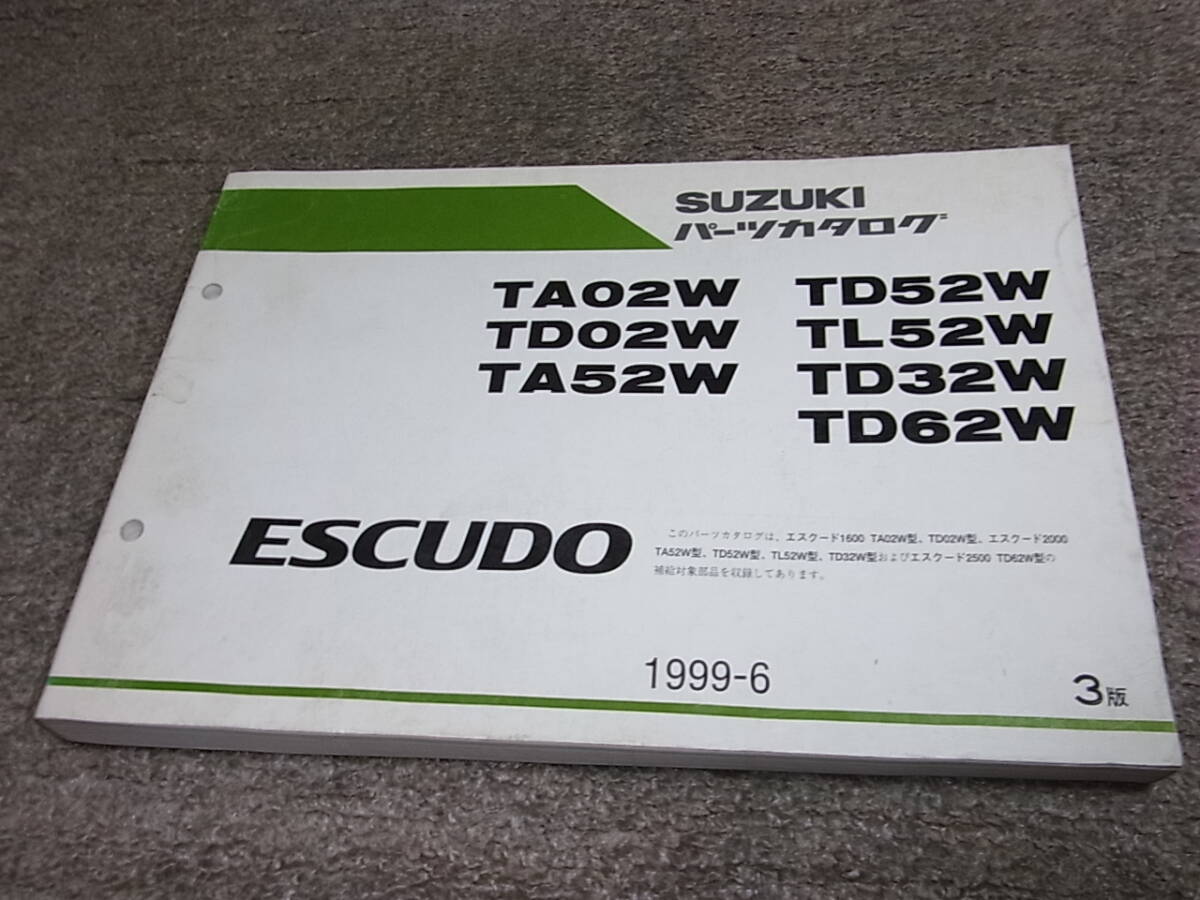 SUZUKI
パーツカタログ
TA02W TD52W
TD02W TL52W
TA52W TD32W
TD62W
ESCUDO
このパーツカタログは、エスクード1600 TA02W型、TD02W型、エスクード2000
TA52W型、TD52W型、TL52W型、TD32W型およびエスクード2500 TD62W型の
補給対象部品を収録してあります。
1999-6
3版